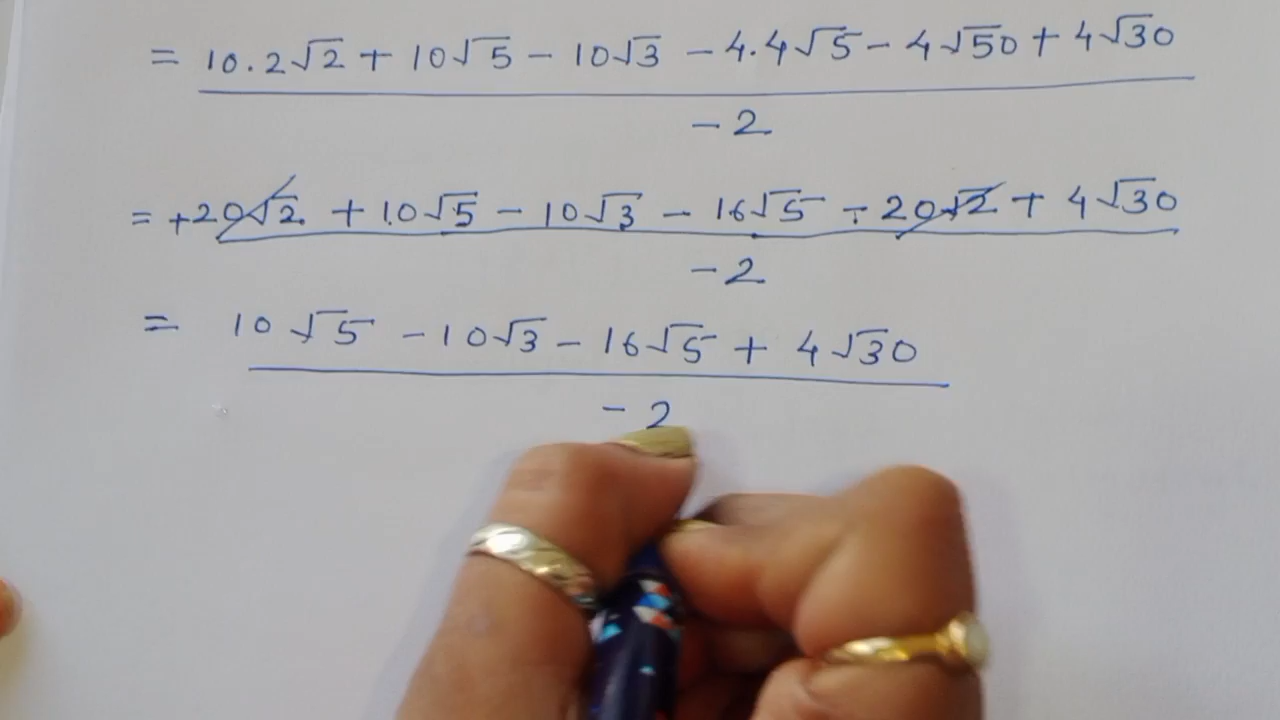 = 10.2√2 + 10√5 - 10√3 - 4.4√5 - 4√50 + 4√30
- 2
= +20√2 + 10√5 - 10√3 - 16√5 - 20√2 + 4√30
- 2
= 10√5 - 10√3 - 16√5 + 4√30
- 2